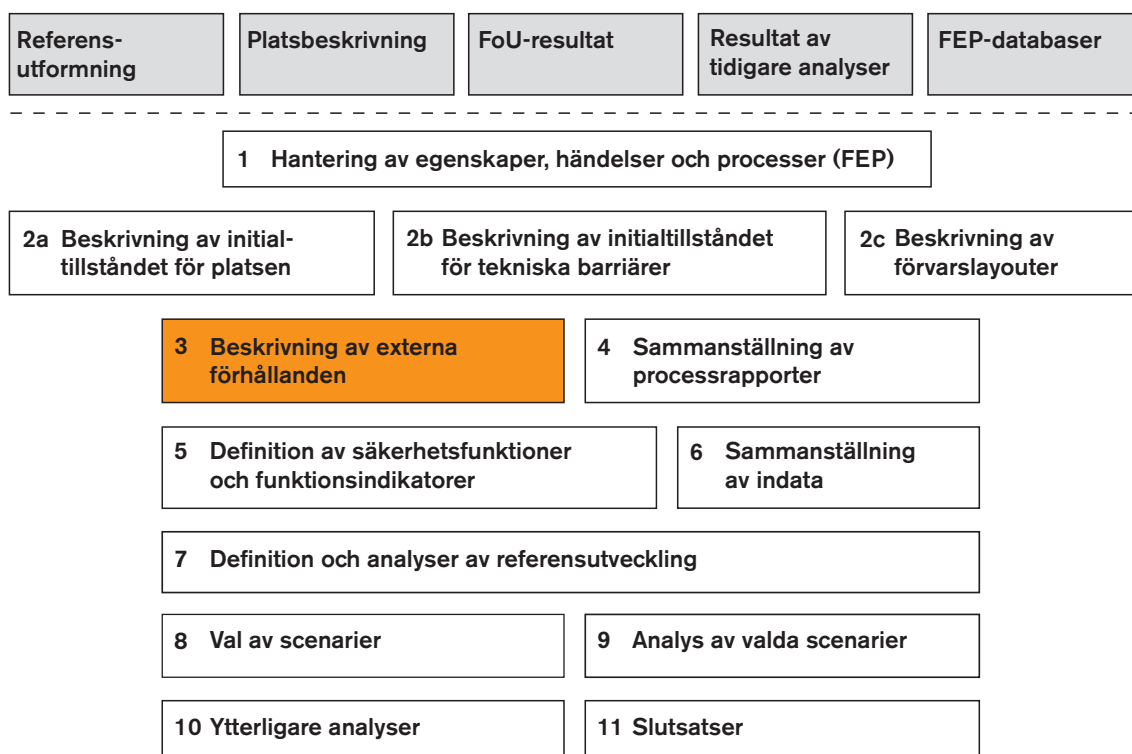 Referens-
utformning
Platsbeskrivning
FoU-resultat
Resultat av
tidigare analyser
FEP-databaser
1 Hantering av egenskaper, händelser och processer (FEP)
2a Beskrivning av initial-
tillståndet för platsen
2b Beskrivning av initialtillståndet
för tekniska barriärer
2c Beskrivning av
förvarslayouter
3 Beskrivning av externa
förhållanden
4 Sammanställning av
processrapporter
5 Definition av säkerhetsfunktioner
och funktionsindikatorer
6 Sammanställning
av indata
7 Definition och analyser av referensutveckling
8 Val av scenarier
9 Analys av valda scenarier
10 Ytterligare analyser
11 Slutsatser